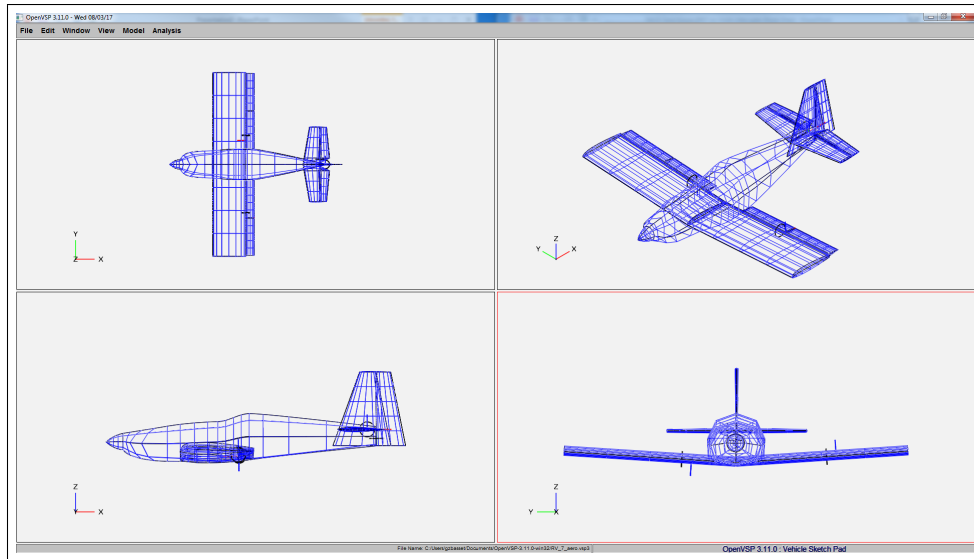 OpenVSP 3.11.0 - Wed 08/03/17
File Edit Window View Model Analysis
Y
Z X
Z
Y X
Z
Y X
Z
Y X
File Name: C:/Users/gzbasset/Documents/OpenVSP-3.11.0-win32/RV_7_aero.vsp3
OpenVSP 3.11.0 : Vehicle Sketch Pad